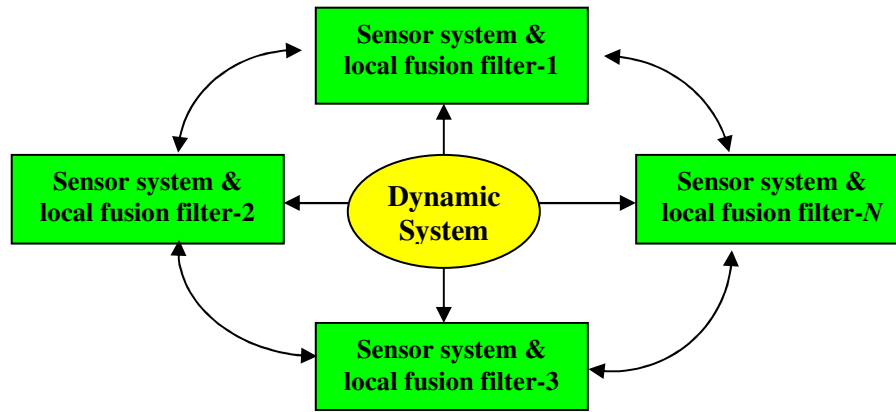 Sensor system &
local fusion filter-1
Sensor system &
local fusion filter-2
Dynamic
System
Sensor system &
local fusion filter-N
Sensor system &
local fusion filter-3